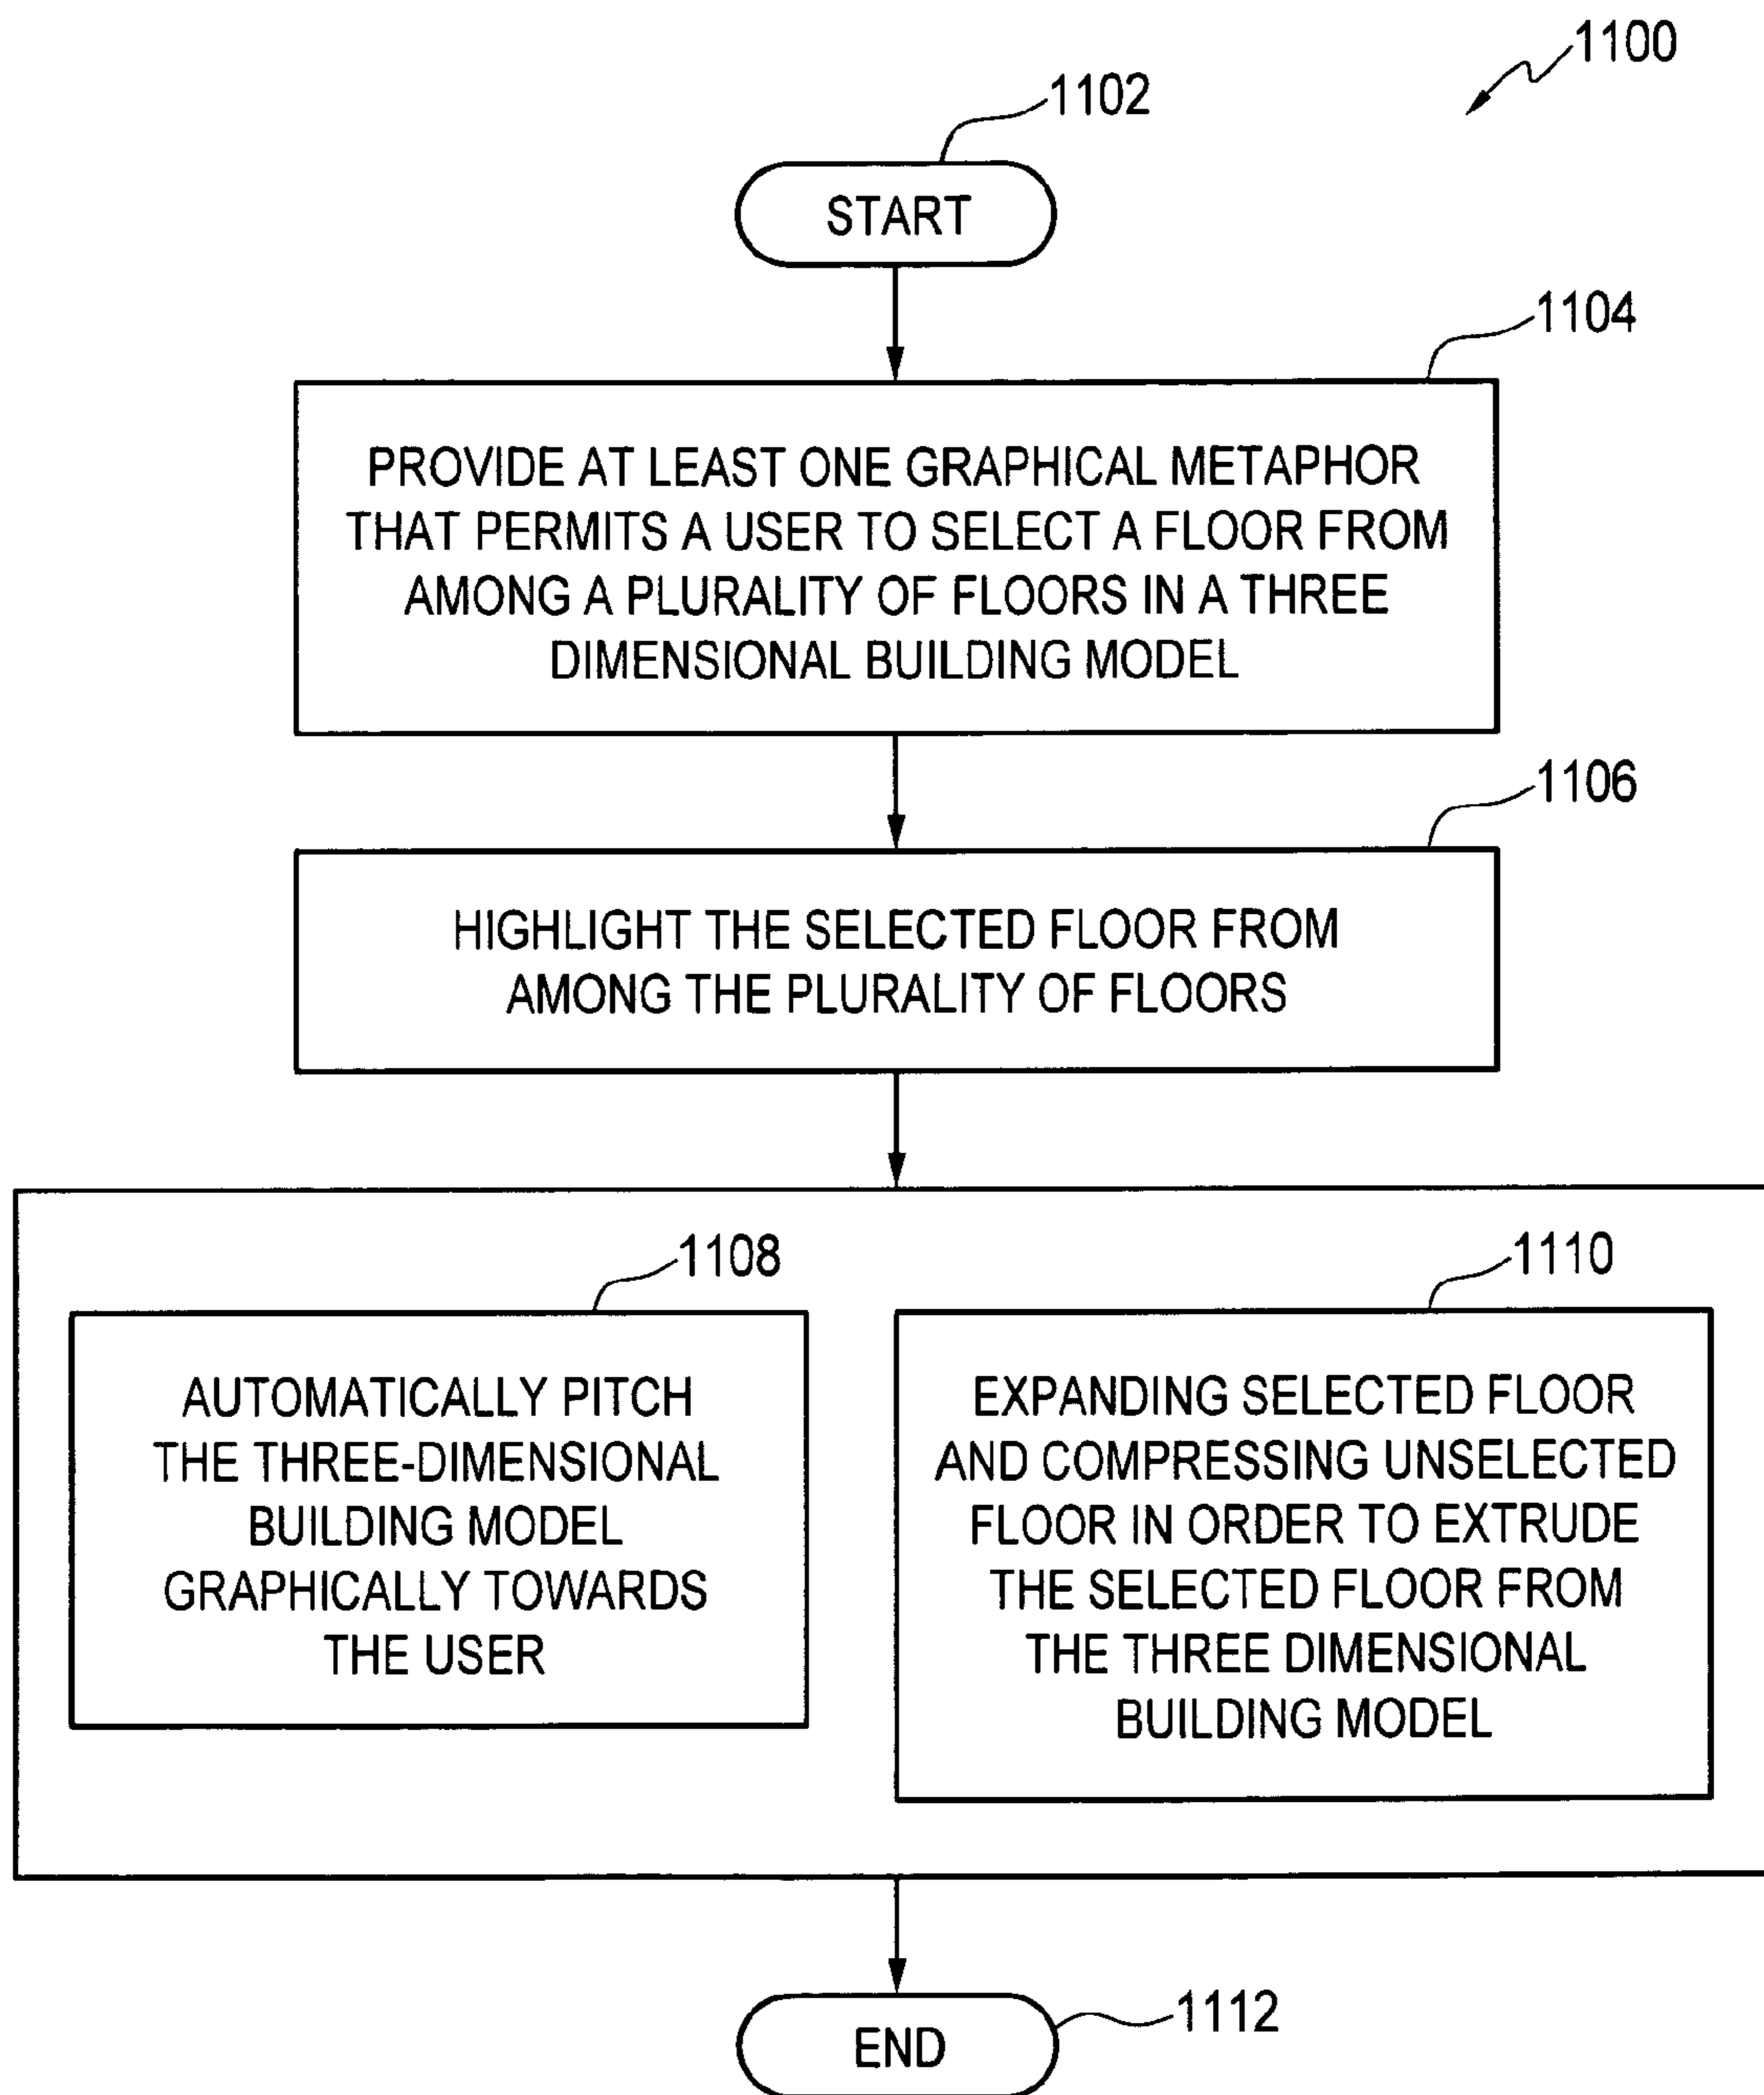 1100
1102
START
1104
PROVIDE AT LEAST ONE GRAPHICAL METAPHOR
THAT PERMITS A USER TO SELECT A FLOOR FROM
AMONG A PLURALITY OF FLOORS IN A THREE
DIMENSIONAL BUILDING MODEL
1106
HIGHLIGHT THE SELECTED FLOOR FROM
AMONG THE PLURALITY OF FLOORS
1108
AUTOMATICALLY PITCH
THE THREE-DIMENSIONAL
BUILDING MODEL
GRAPHICALLY TOWARDS
THE USER
1110
EXPANDING SELECTED FLOOR
AND COMPRESSING UNSELECTED
FLOOR IN ORDER TO EXTRUDE
THE SELECTED FLOOR FROM
THE THREE DIMENSIONAL
BUILDING MODEL
1112
END